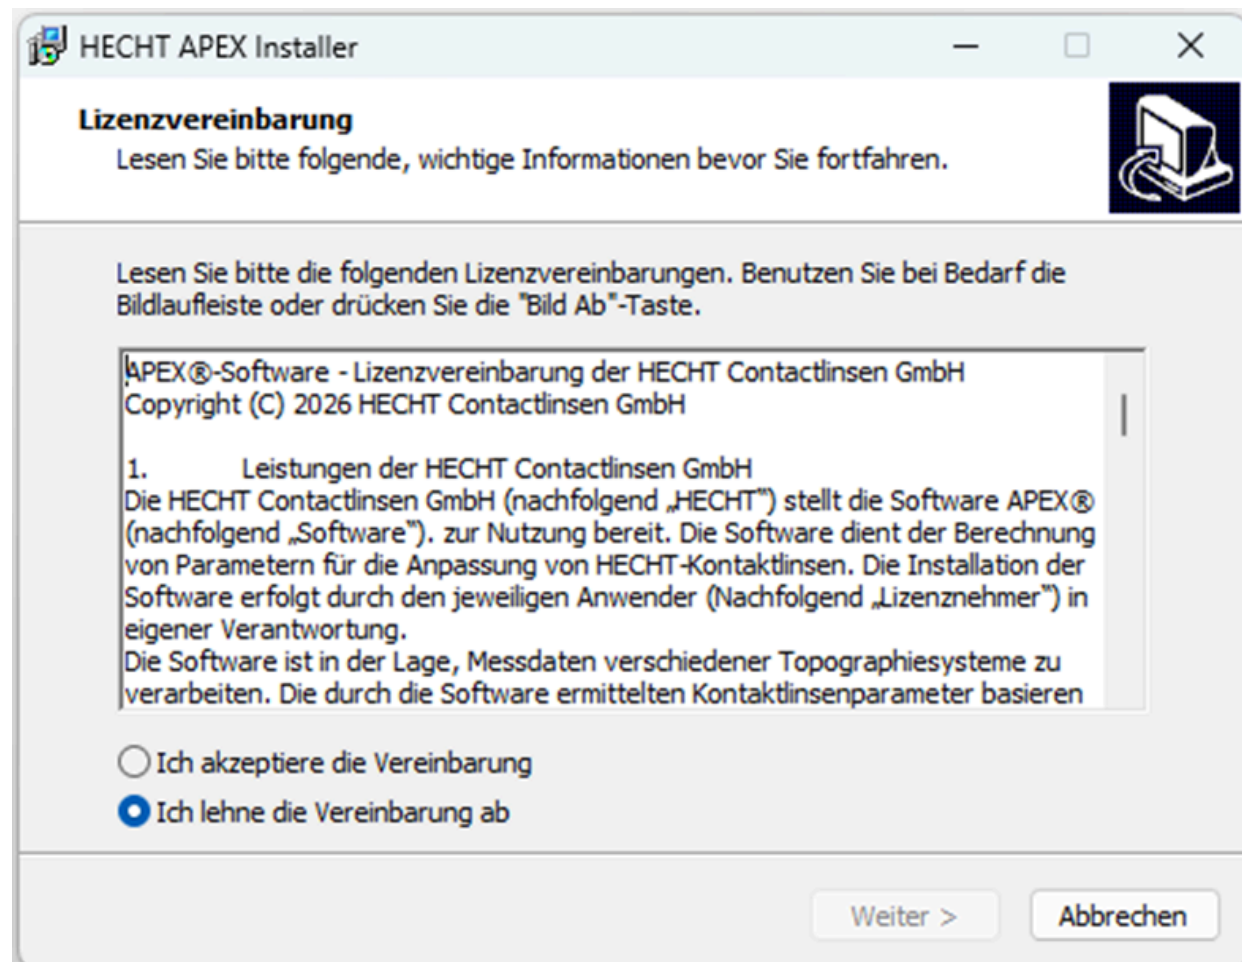 HECHT APEX Installer
Lizenzvereinbarung
Lesen Sie bitte folgende, wichtige Informationen bevor Sie fortfahren.
Lesen Sie bitte die folgenden Lizenzvereinbarungen. Benutzen Sie bei Bedarf die
Bildlaufleiste oder drücken Sie die "Bild Ab"-Taste.
APEX®-Software - Lizenzvereinbarung der HECHT Contactlinsen GmbH
Copyright (C) 2026 HECHT Contactlinsen GmbH
1. Leistungen der HECHT Contactlinsen GmbH
Die HECHT Contactlinsen GmbH (nachfolgend „HECHT“) stellt die Software APEX®
(nachfolgend „Software“). zur Nutzung bereit. Die Software dient der Berechnung
von Parametern für die Anpassung von HECHT-Kontaktlinsen. Die Installation der
Software erfolgt durch den jeweiligen Anwender (Nachfolgend „Lizenznehmer“) in
eigener Verantwortung.
Die Software ist in der Lage, Messdaten verschiedener Topographiesysteme zu
verarbeiten. Die durch die Software ermittelten Kontaktlinsenparameter basieren
Ich akzeptiere die Vereinbarung
Ich lehne die Vereinbarung ab
Weiter >
Abbrechen